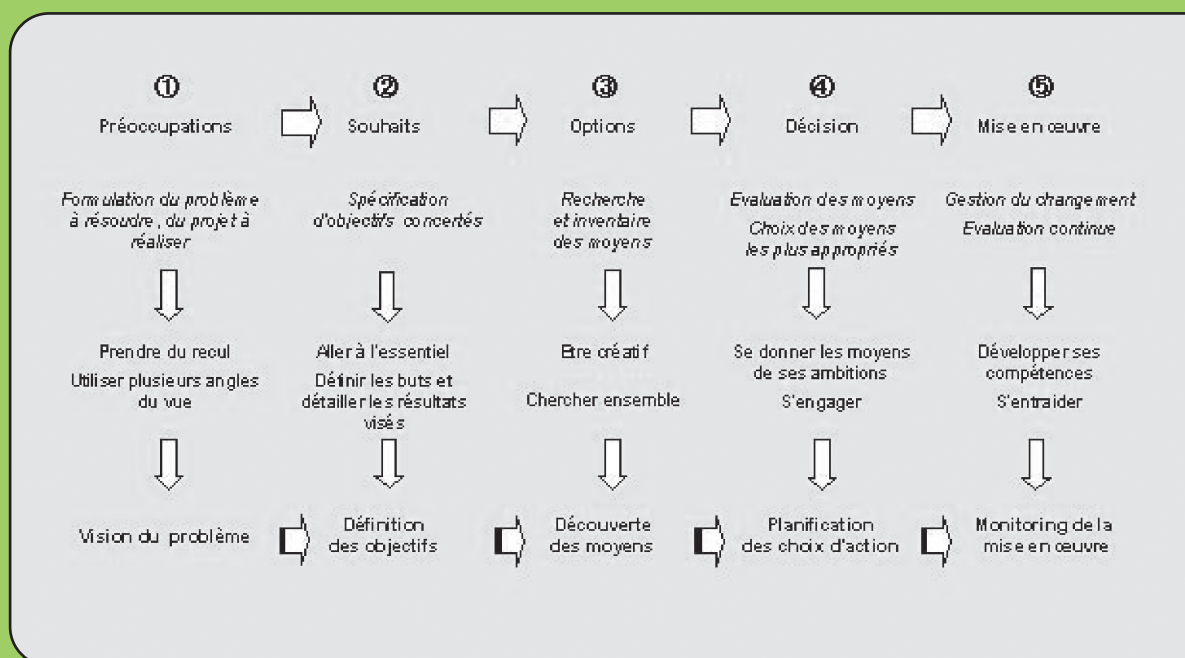 ①
Préoccupations
②
Souhaits
③
Options
④
Décision
⑤
Mise en œuvre
Formulation du problème
à résoudre, du projet à
réaliser
Spécification
d'objectifs concertés
Recherche
et inventaire
des moyens
Evaluation des moyens
Choix des moyens
les plus appropriés
Gestion du changement
Evaluation continue
Prendre du recul
Utiliser plusieurs angles
du vue
Aller à l'essentiel
Définir les buts et
détailler les résultats
visés
Etre créatif
Chercher ensemble
Se donner les moyens
de ses ambitions
S'engager
Développer ses
compétences
S'entraider
Vision du problème
Définition
des objectifs
Découverte
des moyens
Planification
des choix d'action
Monitoring de la
mise en œuvre